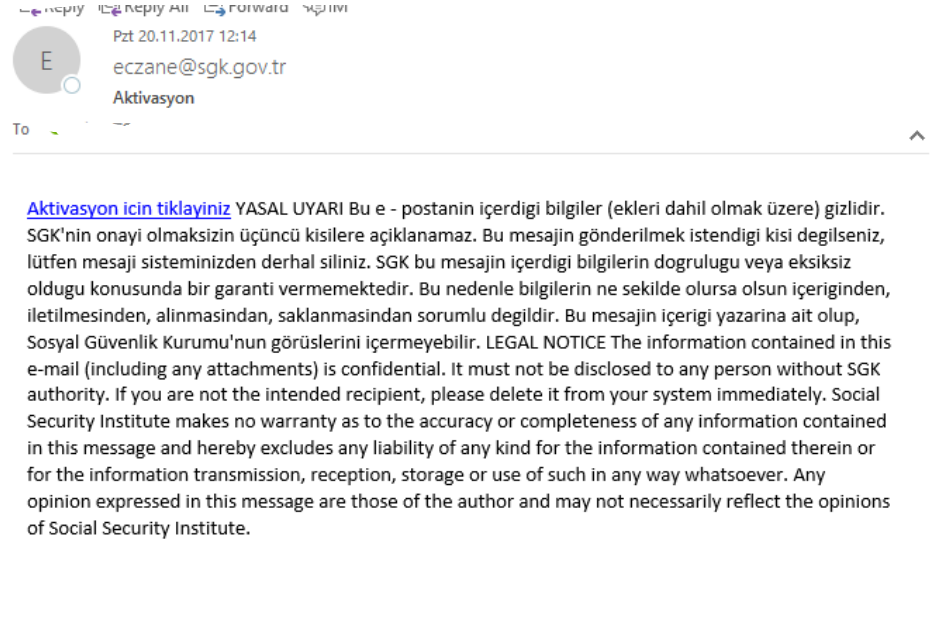 Reply Reply All Forward IM
Pzt 20.11.2017 12:14
E
eczane@sgk.gov.tr
Aktivasyon
To
Aktivasyon icin tiklayiniz YASAL UYARI Bu e - postanin içerdigi bilgiler (ekleri dahil olmak üzere) gizlidir.
SGK'nin onayi olmaksizin üçüncü kisilere açiklanamaz. Bu mesajin gönderilmek istendigi kisi degilseniz,
lütfen mesaji sisteminizden derhal siliniz. SGK bu mesajin içerdigi bilgilerin dogrulugu veya eksiksiz
oldugu konusunda bir garanti vermemektedir. Bu nedenle bilgilerin ne sekilde olursa olsun içeriginden,
iletilmesinden, alinmasindan, saklanmasindan sorumlu degildir. Bu mesajin içerigi yazarina ait olup,
Sosyal Güvenlik Kurumu'nun görüslerini içermeyebilir. LEGAL NOTICE The information contained in this
e-mail (including any attachments) is confidential. It must not be disclosed to any person without SGK
authority. If you are not the intended recipient, please delete it from your system immediately. Social
Security Institute makes no warranty as to the accuracy or completeness of any information contained
in this message and hereby excludes any liability of any kind for the information contained therein or
for the information transmission, reception, storage or use of such in any way whatsoever. Any
opinion expressed in this message are those of the author and may not necessarily reflect the opinions
of Social Security Institute.